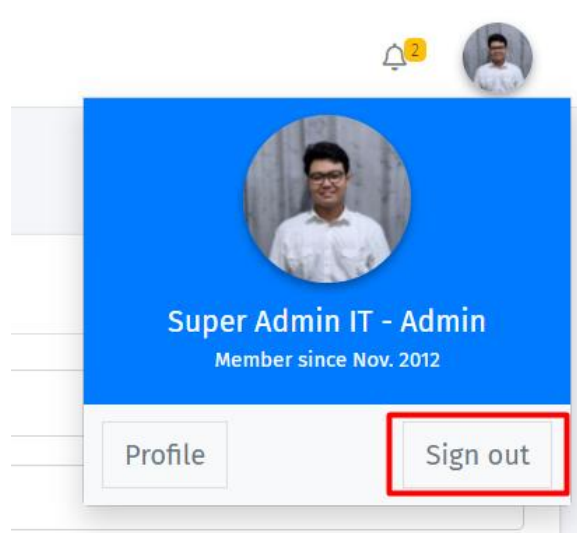 2
Super Admin IT - Admin
Member since Nov. 2012
Profile
Sign out